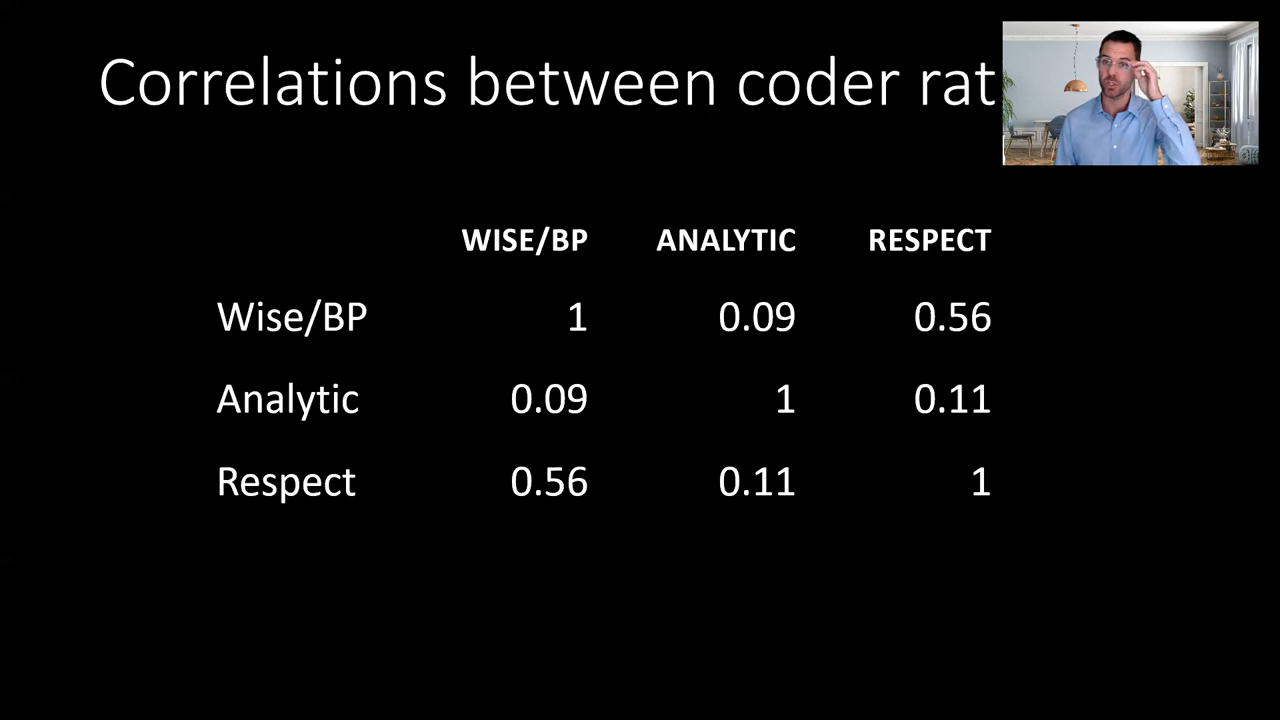 Correlations between coder rat
WISE/BP ANALYTIC RESPECT
Wise/BP 1 0.09 0.56
Analytic 0.09 1 0.11
Respect 0.56 0.11 1